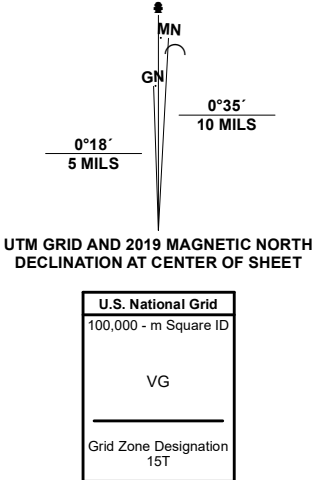 MN
GN
0°35´
10 MILS
0°18´
5 MILS
UTM GRID AND 2019 MAGNETIC NORTH
DECLINATION AT CENTER OF SHEET
U.S. National Grid
100,000 - m Square ID
VG
Grid Zone Designation
15T